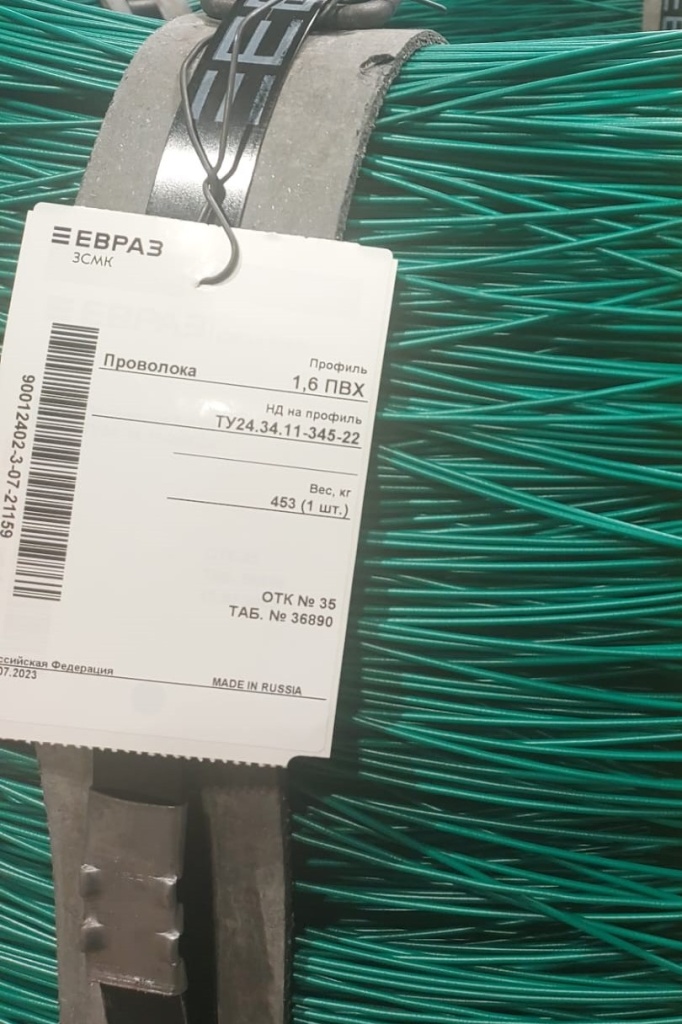 ЕВРАЗ
ЗСМК
Профиль
Проволока 1,6 ПВХ
НД на профиль
ТУ24.34.11-345-22
Вес, кг
453 (1 шт.)
90012402-3-07-21159
ОТК № 35
ТАБ. № 36890
ссийская Федерация
07.2023
MADE IN RUSSIA